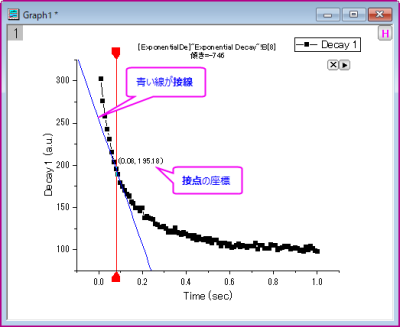 Graph1 *
1
H
[ExponentialDe]"Exponential Decay"!B[8]
傾き=-746
Decay 1
青い線が接線
(0.08, 195.18)
接点の座標
Decay 1 (a.u.)
300
250
200
150
100
0.0 0.2 0.4 0.6 0.8 1.0
Time (sec)